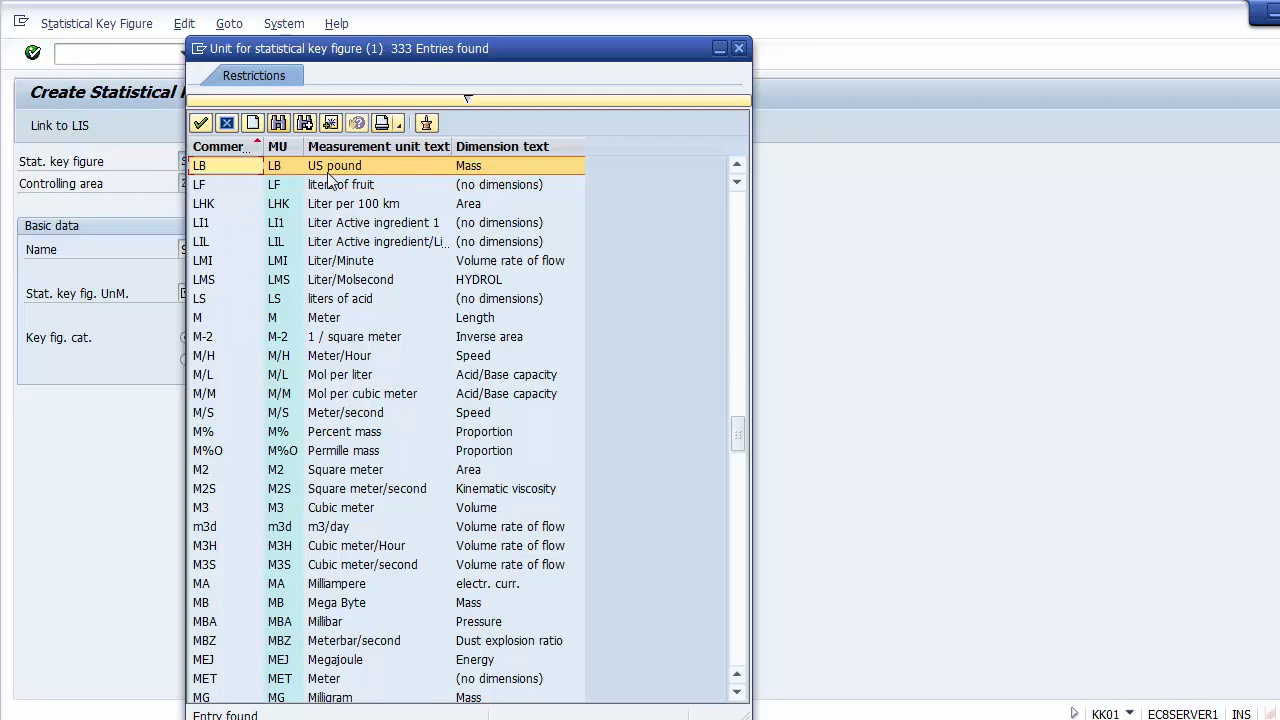 Statistical Key Figure Edit Goto System Help
Unit for statistical key figure (1) 333 Entries found
Restrictions
Create Statistical
Link to LIS
Commer... MU Measurement unit text Dimension text
LB LB US pound Mass
Stat. key figure
LF LF liters of fruit (no dimensions)
Controlling area
LHK LHK Liter per 100 km Area
LI1 LI1 Liter Active ingredient 1 (no dimensions)
Basic data
LIL LIL Liter Active ingredient/Li... (no dimensions)
Name
LMI LMI Liter/Minute Volume rate of flow
LMS LMS Liter/Molsecond HYDROL
Stat. key fig. UnM.
LS LS liters of acid (no dimensions)
M M Meter Length
Key fig. cat.
M-2 M-2 1 / square meter Inverse area
M/H M/H Meter/Hour Speed
M/L M/L Mol per liter Acid/Base capacity
M/M M/M Mol per cubic meter Acid/Base capacity
M/S M/S Meter/second Speed
M% M% Percent mass Proportion
M%O M%O Permille mass Proportion
M2 M2 Square meter Area
M2S M2S Square meter/second Kinematic viscosity
M3 M3 Cubic meter Volume
m3d m3d m3/day Volume rate of flow
M3H M3H Cubic meter/Hour Volume rate of flow
M3S M3S Cubic meter/second Volume rate of flow
MA MA Milliampere electr. curr.
MB MB Mega Byte Mass
MBA MBA Millibar Pressure
MBZ MBZ Meterbar/second Dust explosion ratio
MEJ MEJ Megajoule Energy
MET MET Meter (no dimensions)
MG MG Milligram Mass
Entry found
KK01 EC8SERVER1 INS